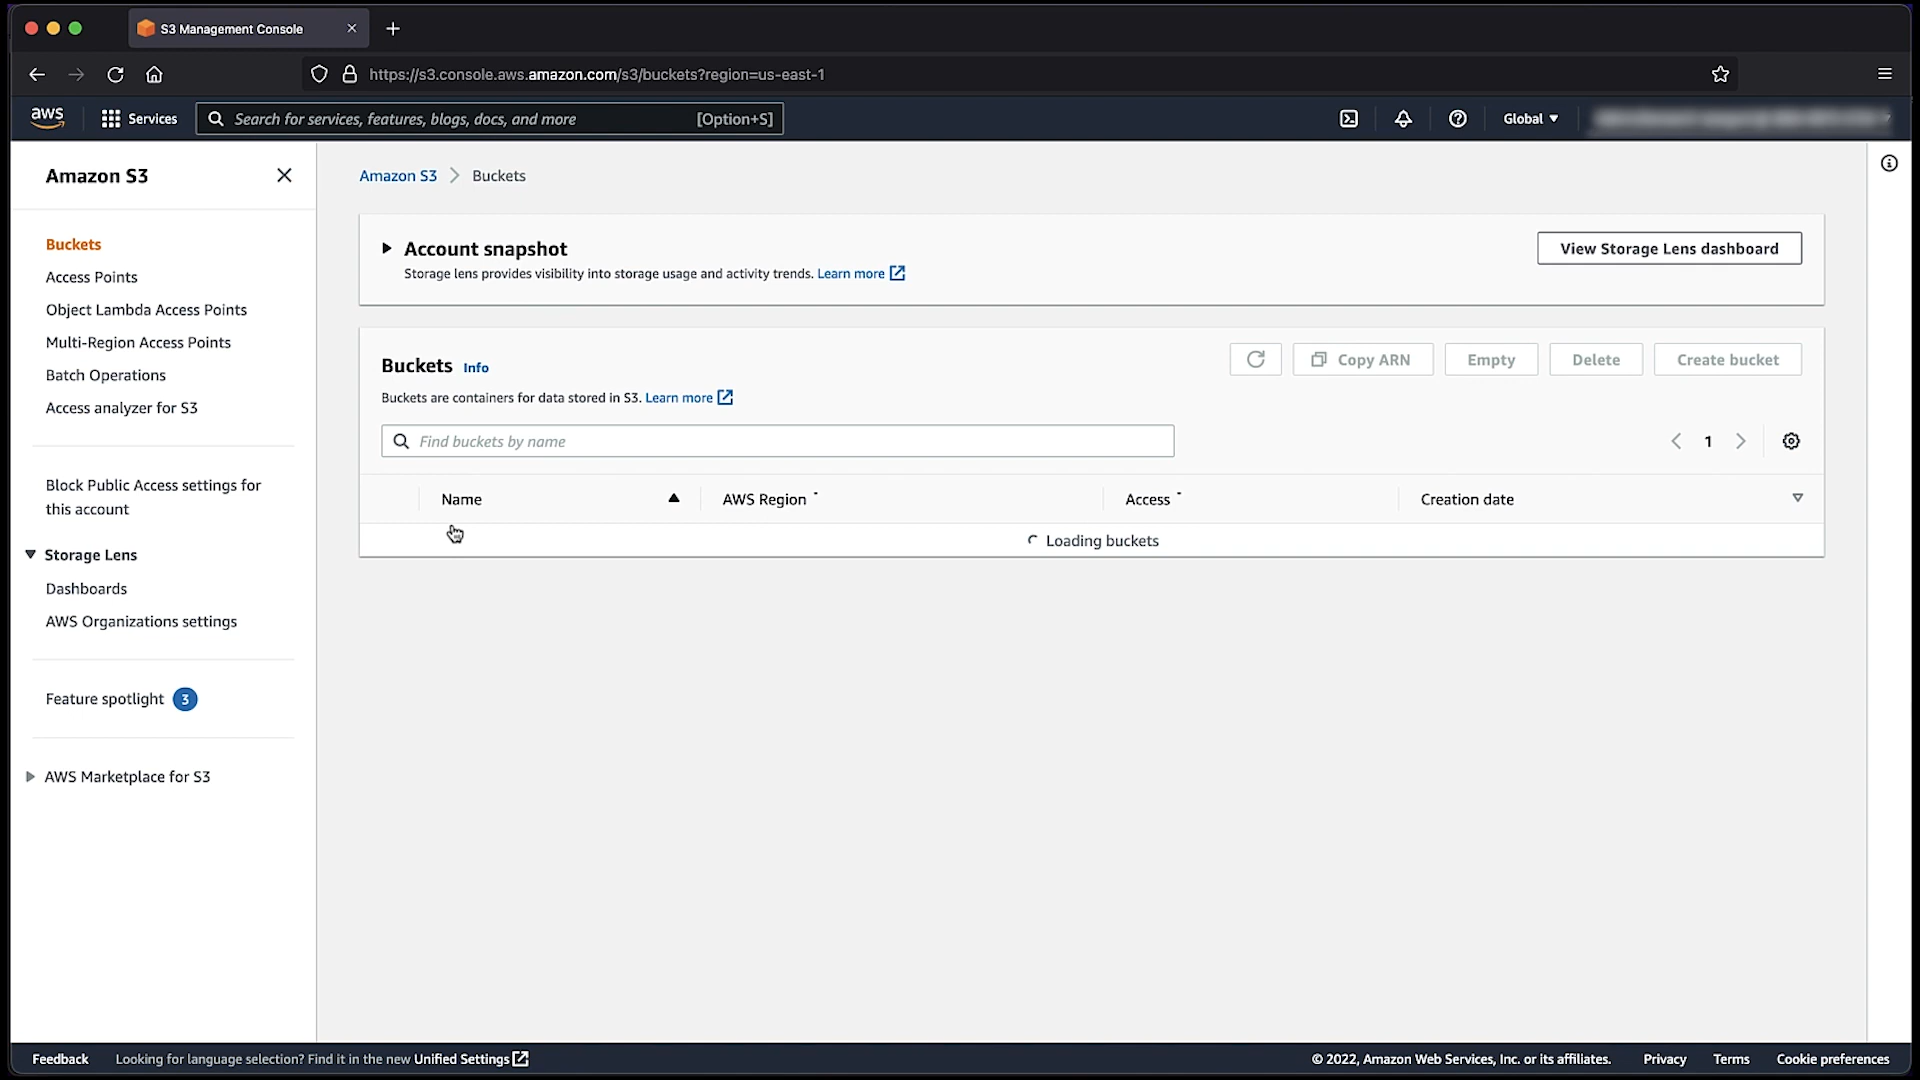 S3 Management Console
https://s3.console.aws.amazon.com/s3/buckets?region=us-east-1
aws
Services
Search for services, features, blogs, docs, and more
[Option+S]
Global
Amazon S3
Buckets
Access Points
Object Lambda Access Points
Multi-Region Access Points
Batch Operations
Access analyzer for S3
Block Public Access settings for
this account
Storage Lens
Dashboards
AWS Organizations settings
Feature spotlight 3
AWS Marketplace for S3
Amazon S3 > Buckets
Account snapshot
Storage lens provides visibility into storage usage and activity trends. Learn more
View Storage Lens dashboard
Buckets Info
Buckets are containers for data stored in S3. Learn more
Copy ARN
Empty
Delete
Create bucket
Find buckets by name
1
Name
AWS Region
Access
Creation date
Loading buckets
Feedback
Looking for language selection? Find it in the new Unified Settings
© 2022, Amazon Web Services, Inc. or its affiliates.
Privacy
Terms
Cookie preferences